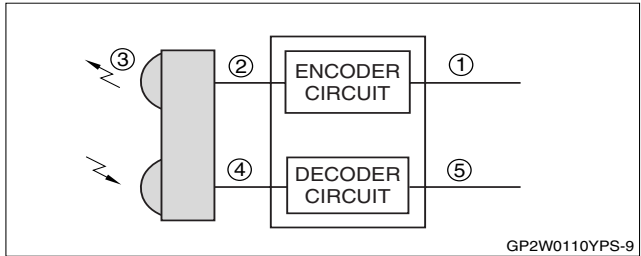 ③ ② ENCODER CIRCUIT ①
④ DECODER CIRCUIT ⑤
GP2W0110YPS-9